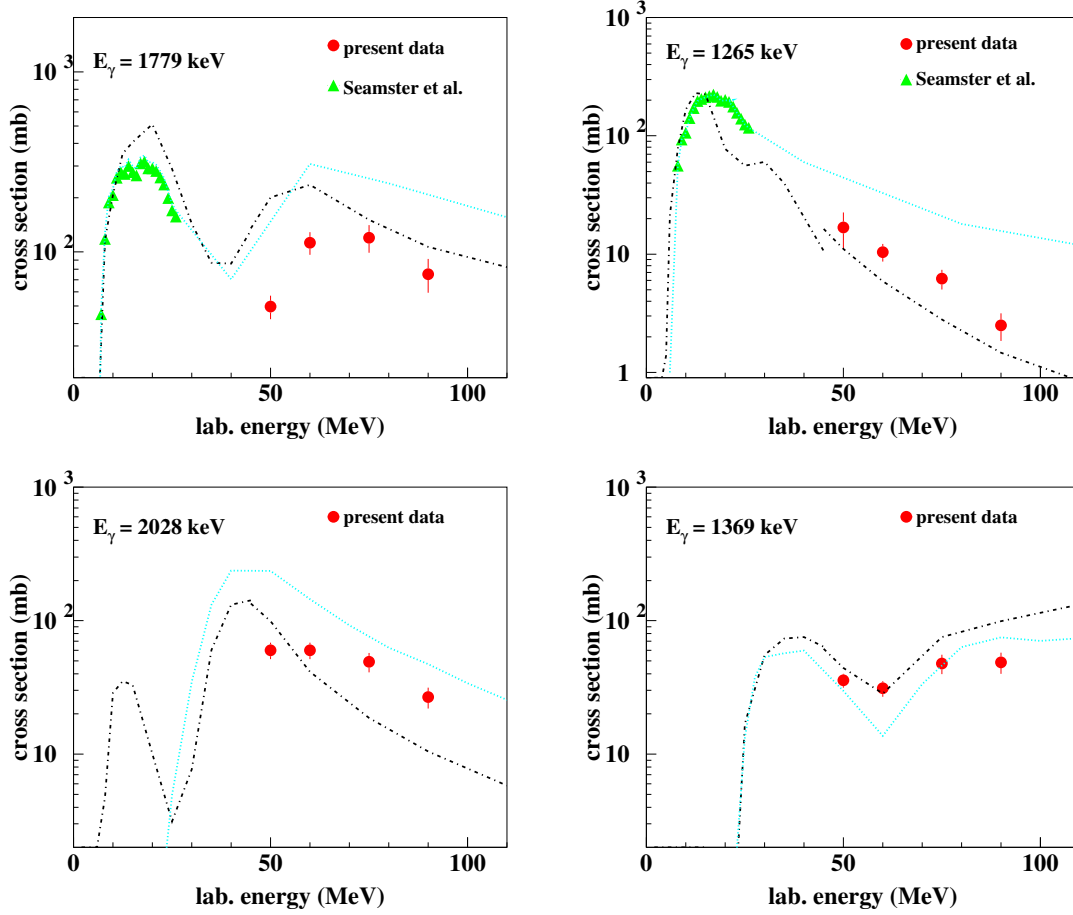 E_γ = 1779 keV
present data
Seamster et al.
cross section (mb)
10^3
10^2
0 50 100
lab. energy (MeV)
E_γ = 1265 keV
present data
Seamster et al.
cross section (mb)
10^3
10^2
10
1
0 50 100
lab. energy (MeV)
E_γ = 2028 keV
present data
cross section (mb)
10^3
10^2
10
0 50 100
lab. energy (MeV)
E_γ = 1369 keV
present data
cross section (mb)
10^3
10^2
10
0 50 100
lab. energy (MeV)